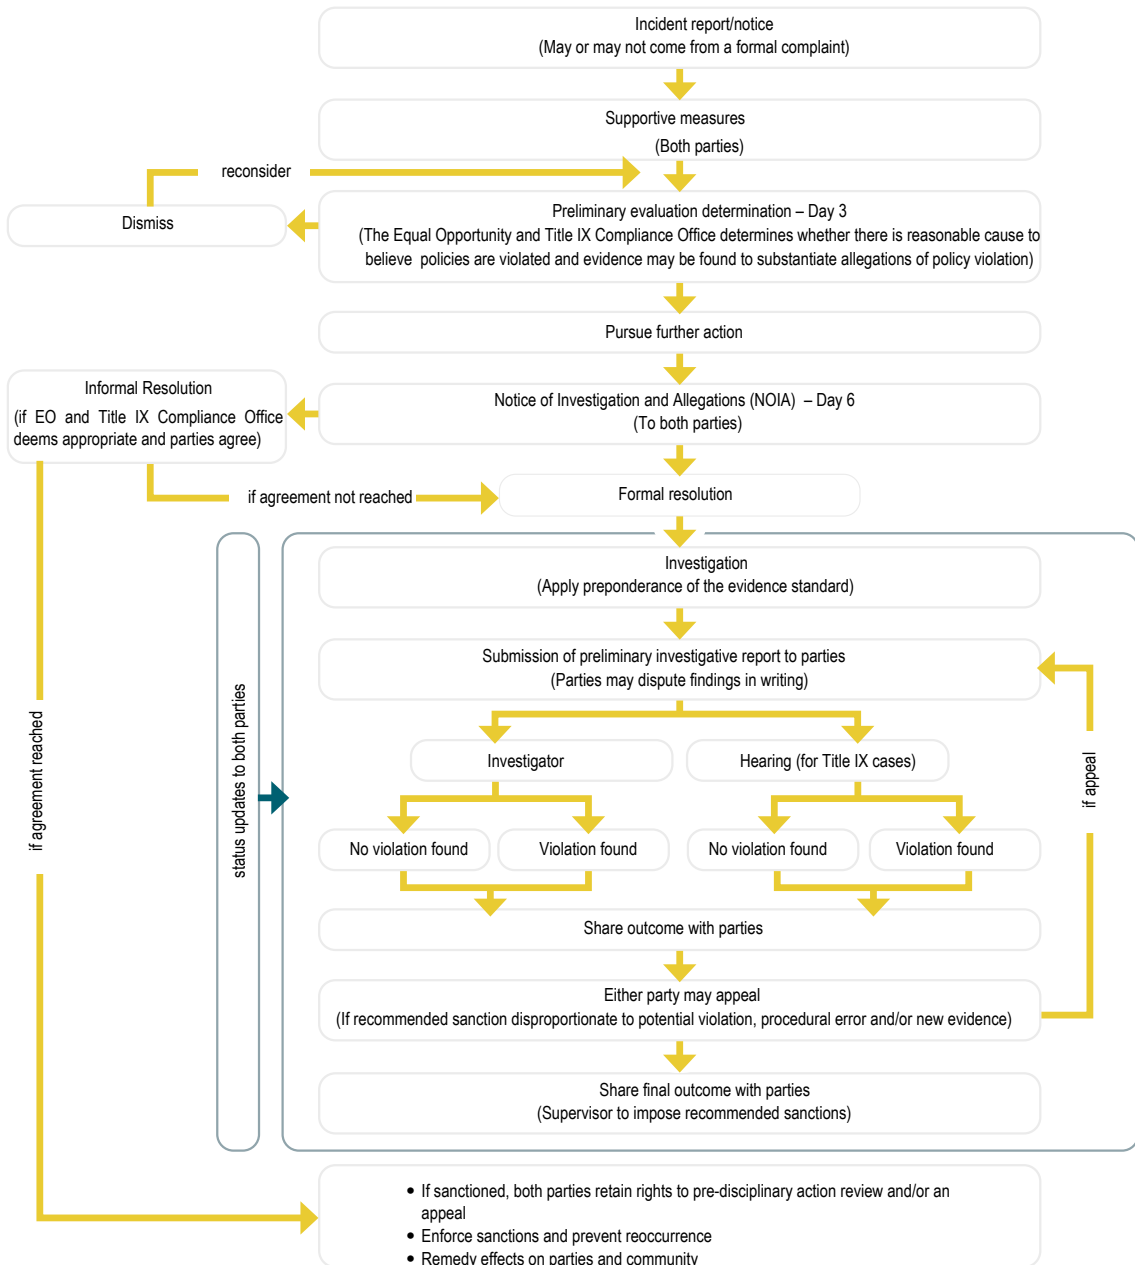 Incident report/notice
(May or may not come from a formal complaint)
Supportive measures
(Both parties)
reconsider
Dismiss
Preliminary evaluation determination – Day 3
(The Equal Opportunity and Title IX Compliance Office determines whether there is reasonable cause to
believe policies are violated and evidence may be found to substantiate allegations of policy violation)
Pursue further action
Informal Resolution
(if EO and Title IX Compliance Office
deems appropriate and parties agree)
Notice of Investigation and Allegations (NOIA) – Day 6
(To both parties)
if agreement not reached
Formal resolution
Investigation
(Apply preponderance of the evidence standard)
Submission of preliminary investigative report to parties
(Parties may dispute findings in writing)
if agreement reached
status updates to both parties
Investigator
Hearing (for Title IX cases)
if appeal
No violation found
Violation found
No violation found
Violation found
Share outcome with parties
Either party may appeal
(If recommended sanction disproportionate to potential violation, procedural error and/or new evidence)
Share final outcome with parties
(Supervisor to impose recommended sanctions)
• If sanctioned, both parties retain rights to pre-disciplinary action review and/or an
appeal
• Enforce sanctions and prevent reoccurrence
• Remedy effects on parties and community